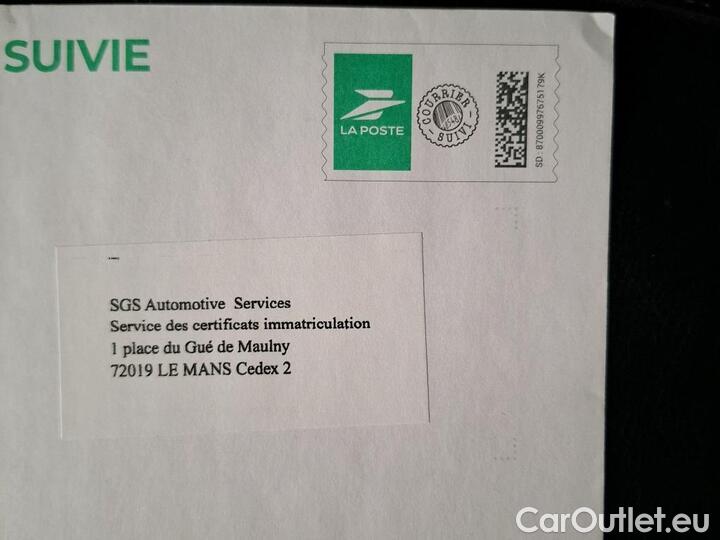 SUIVIE
LA POSTE
COURRIER
SUIVI
SD : 87000997675179K
SGS Automotive Services
Service des certificats immatriculation
1 place du Gué de Maulny
72019 LE MANS Cedex 2
CarOutlet.eu